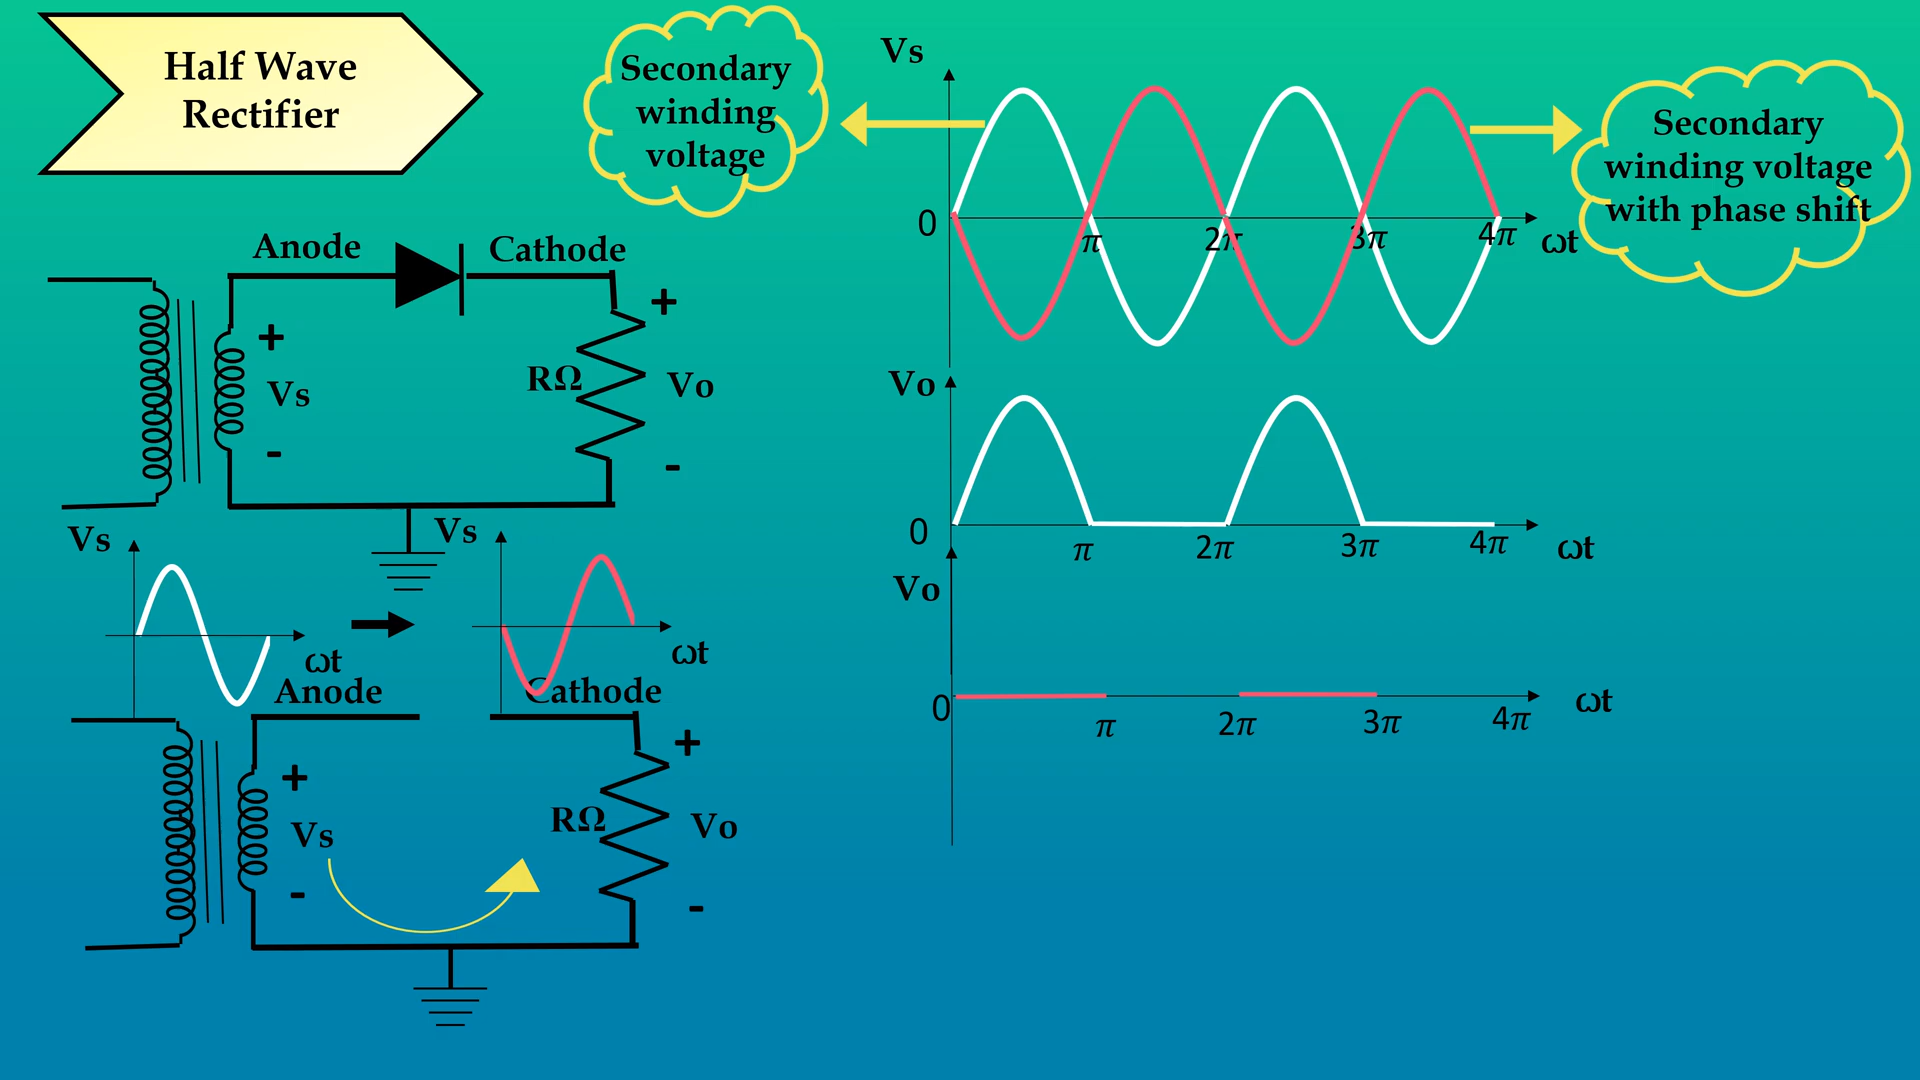 Half Wave
Rectifier
Secondary
winding
voltage
Vs
Secondary
winding voltage
with phase shift
0
π
2π
3π
4π
ωt
Anode
Cathode
+
RΩ
Vo
-
+
Vs
-
Vo
0
π
2π
3π
4π
ωt
Vs
ωt
Vs
ωt
Vo
0
π
2π
3π
4π
ωt
Anode
Cathode
+
Vs
-
RΩ
+
Vo
-